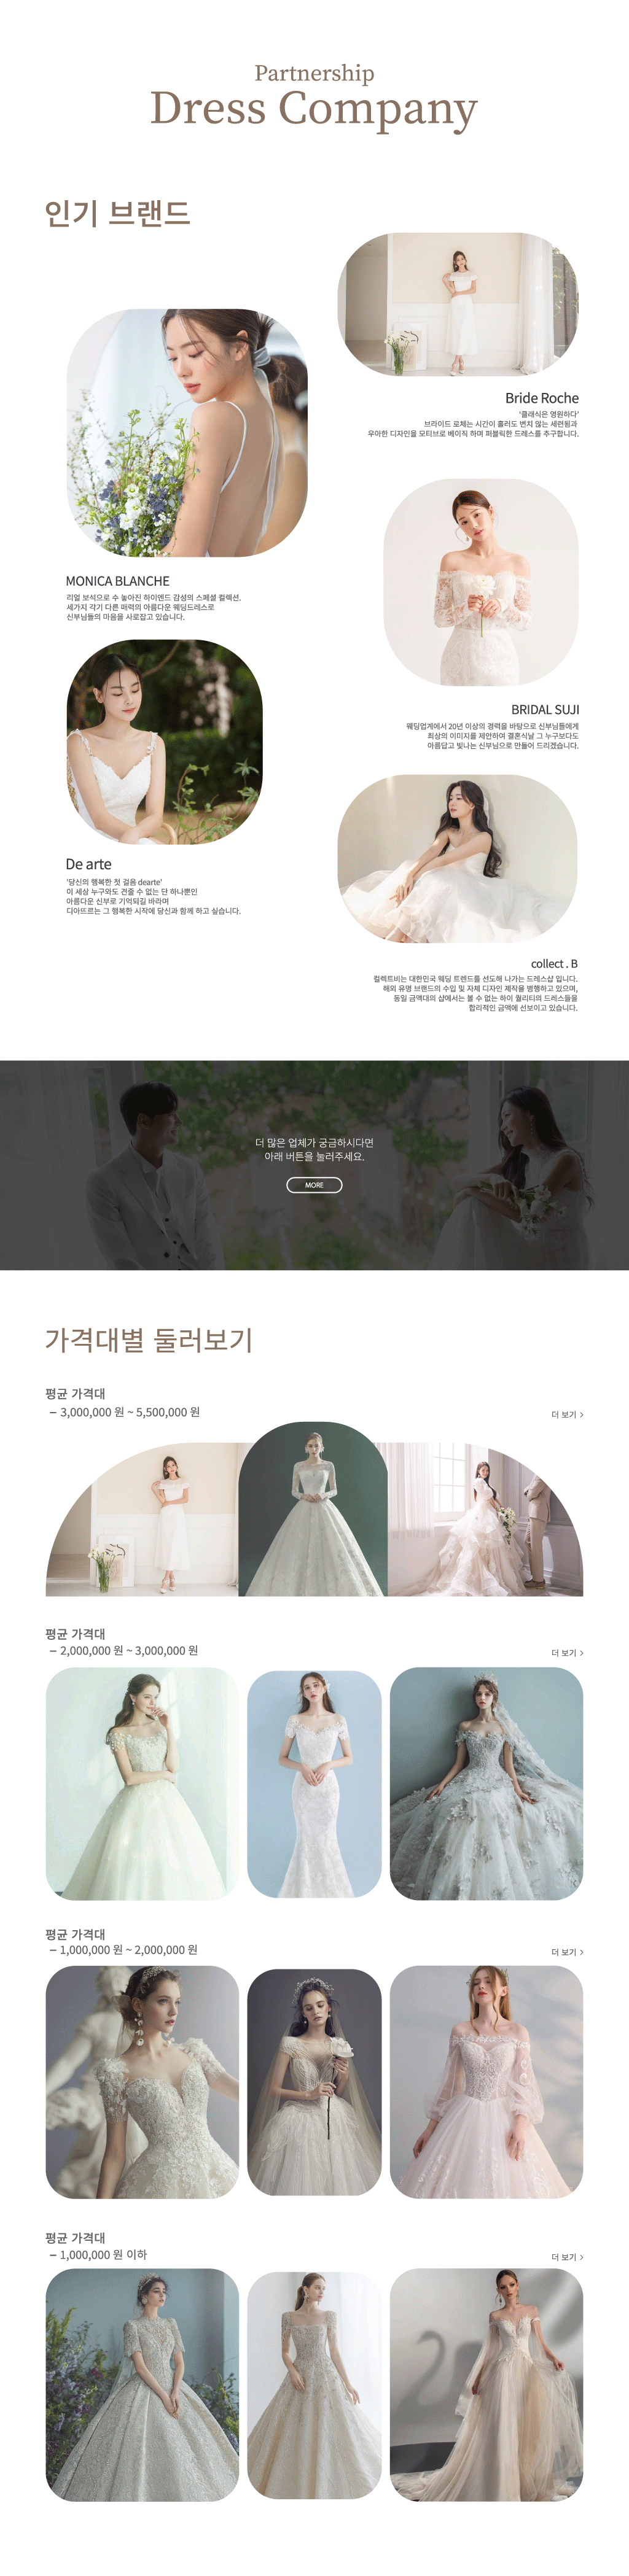 Partnership
Dress Company
인기 브랜드
Bride Roche
'클래식은 영원하다'
브라이드 로체는 시간이 흘러도 변치 않는 세련됨과
우아한 디자인을 모티브로 베이직 하며 퍼블릭한 드레스를 추구합니다.
MONICA BLANCHE
리얼 보석으로 수 놓아진 하이엔드 감성의 스페셜 컬렉션.
세가지 각기 다른 매력의 아름다운 웨딩드레스로
신부님들의 마음을 사로잡고 있습니다.
BRIDAL SUJI
웨딩업계에서 20년 이상의 경력을 바탕으로 신부님들에게
최상의 이미지를 제안하여 결혼식날 그 누구보다도
아름답고 빛나는 신부님으로 만들어 드리겠습니다.
De arte
'당신의 행복한 첫 걸음 dearte'
이 세상 누구와도 견줄 수 없는 단 하나뿐인
아름다운 신부로 기억되길 바라며
디아뜨르는 그 행복한 시작에 당신과 함께 하고 싶습니다.
collect . B
컬렉트비는 대한민국 웨딩 트렌드를 선도해 나가는 드레스샵 입니다.
해외 유명 브랜드의 수입 및 자체 디자인 제작을 병행하고 있으며,
동일 금액대의 샵에서는 볼 수 없는 하이 퀄리티의 드레스들을
합리적인 금액에 선보이고 있습니다.
더 많은 업체가 궁금하시다면
아래 버튼을 눌러주세요.
MORE
가격대별 둘러보기
평균 가격대
– 3,000,000 원 ~ 5,500,000 원
더 보기 >
평균 가격대
– 2,000,000 원 ~ 3,000,000 원
더 보기 >
평균 가격대
– 1,000,000 원 ~ 2,000,000 원
더 보기 >
평균 가격대
– 1,000,000 원 이하
더 보기 >